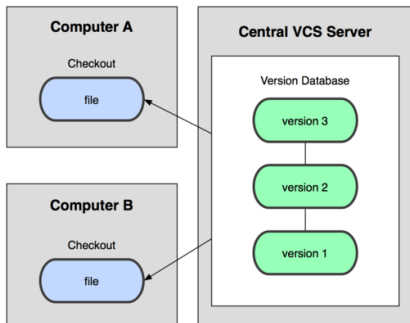 Computer A
Checkout
file
Computer B
Checkout
file
Central VCS Server
Version Database
version 3
version 2
version 1